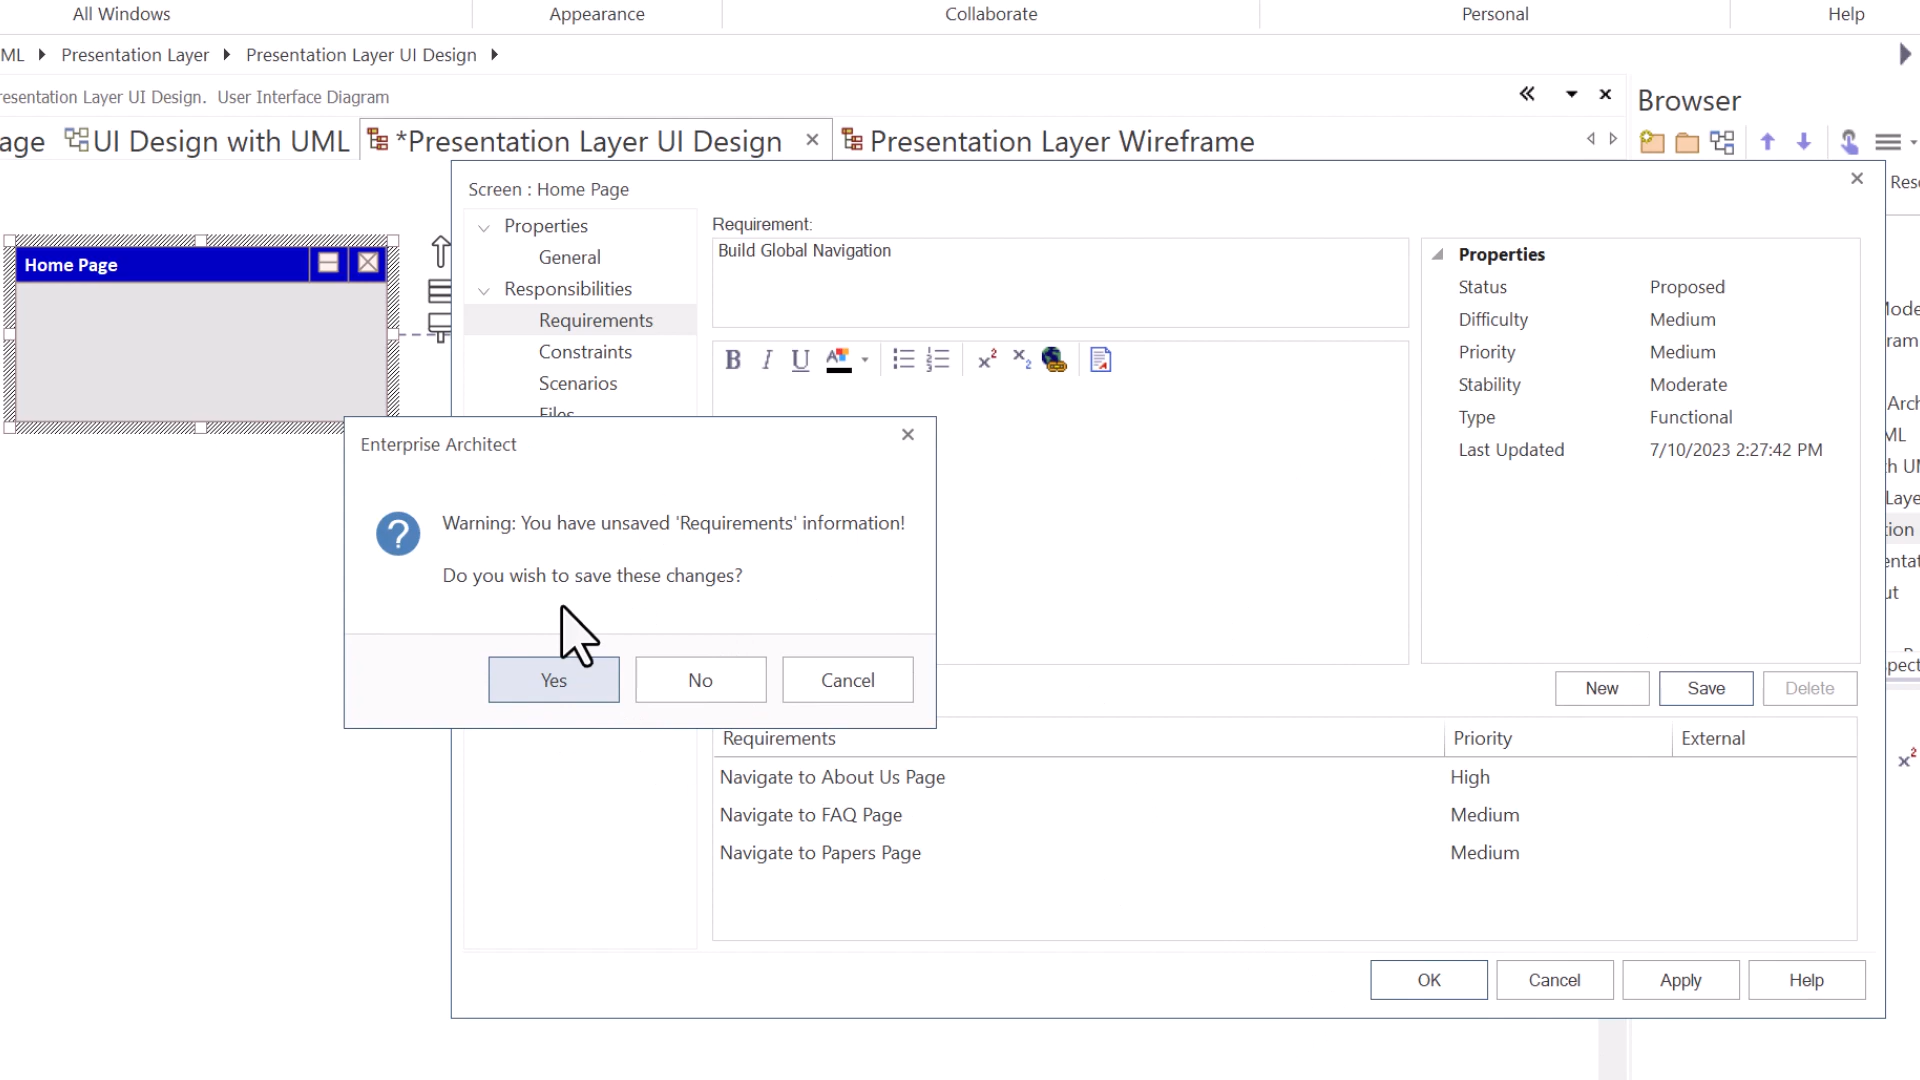 All Windows Appearance Collaborate Personal Help
ML Presentation Layer Presentation Layer UI Design
resentation Layer UI Design. User Interface Diagram
Browser
age UI Design with UML *Presentation Layer UI Design Presentation Layer Wireframe
Screen : Home Page
Properties
General
Responsibilities
Requirements
Constraints
Scenarios
Files
Home Page
Requirement:
Build Global Navigation
Properties
Status Proposed
Difficulty Medium
Priority Medium
Stability Moderate
Type Functional
Last Updated 7/10/2023 2:27:42 PM
Enterprise Architect
Warning: You have unsaved 'Requirements' information!
Do you wish to save these changes?
Yes No Cancel
New Save Delete
Requirements Priority External
Navigate to About Us Page High
Navigate to FAQ Page Medium
Navigate to Papers Page Medium
OK Cancel Apply Help